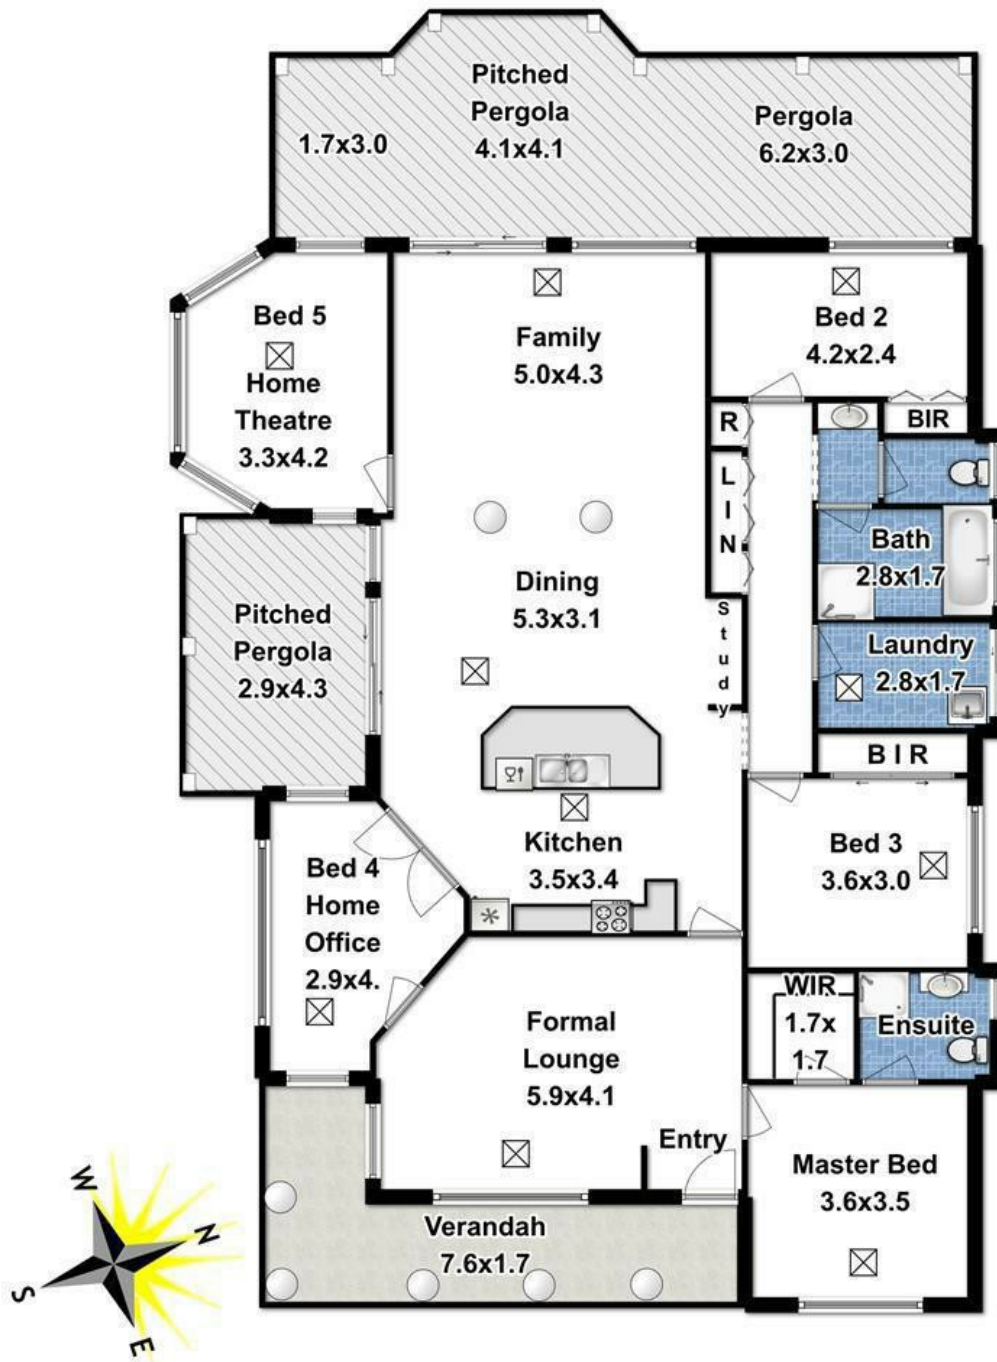 Pitched
Pergola
4.1x4.1
1.7x3.0
Pergola
6.2x3.0
Bed 5
Home
Theatre
3.3x4.2
Family
5.0x4.3
Bed 2
4.2x2.4
R
BIR
L
I
N
Bath
2.8x1.7
Dining
5.3x3.1
Pitched
Pergola
2.9x4.3
S
t
u
d
y
Laundry
2.8x1.7
B I R
Kitchen
3.5x3.4
Bed 3
3.6x3.0
Bed 4
Home
Office
2.9x4.
WIR
1.7x
1.7
Ensuite
Formal
Lounge
5.9x4.1
Entry
Master Bed
3.6x3.5
Verandah
7.6x1.7
W
N
S
E